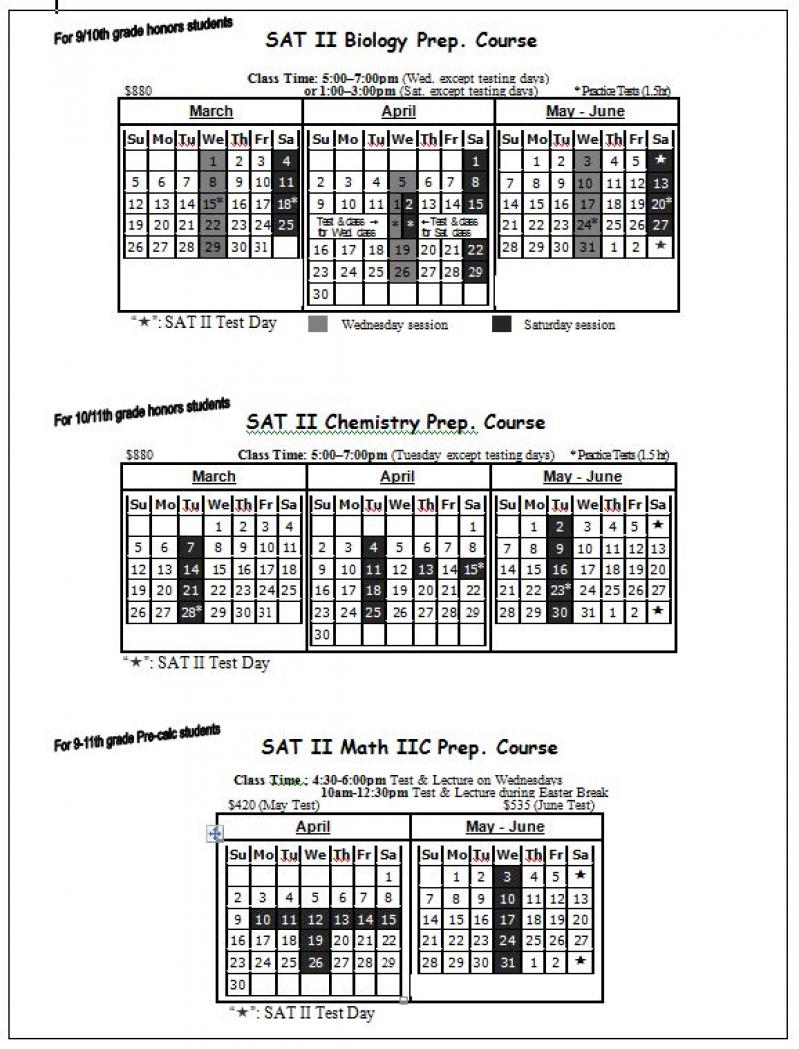 For 9/10th grade honors students
SAT II Biology Prep. Course
Class Time: 5:00–7:00pm (Wed. except testing days)
$880 or 1:00–3:00pm (Sat. except testing days) * Practice Tests (1.5hr)
March
Su Mo Tu We Th Fr Sa
1 2 3 4
5 6 7 8 9 10 11
12 13 14 15* 16 17 18*
19 20 21 22 23 24 25
26 27 28 29 30 31
April
Su Mo Tu We Th Fr Sa
1
2 3 4 5 6 7 8
9 10 11 12 13 14 15
Test & class → * * ←Test & class
for Wed. class for Sat. class
16 17 18 19 20 21 22
23 24 25 26 27 28 29
30
May - June
Su Mo Tu We Th Fr Sa
1 2 3 4 5 ★
7 8 9 10 11 12 13
14 15 16 17 18 19 20*
21 22 23 24* 25 26 27
28 29 30 31 1 2 ★
“★”: SAT II Test Day Wednesday session Saturday session
For 10/11th grade honors students
SAT II Chemistry Prep. Course
$880 Class Time: 5:00–7:00pm (Tuesday except testing days) * Practice Tests (1.5 hr)
March
Su Mo Tu We Th Fr Sa
1 2 3 4
5 6 7 8 9 10 11
12 13 14 15 16 17 18
19 20 21 22 23 24 25
26 27 28* 29 30 31
April
Su Mo Tu We Th Fr Sa
1
2 3 4 5 6 7 8
9 10 11 12 13 14 15*
16 17 18 19 20 21 22
23 24 25 26 27 28 29
30
May - June
Su Mo Tu We Th Fr Sa
1 2 3 4 5 ★
7 8 9 10 11 12 13
14 15 16 17 18 19 20
21 22 23* 24 25 26 27
28 29 30 31 1 2 ★
“★”: SAT II Test Day
For 9-11th grade Pre-calc students
SAT II Math IIC Prep. Course
Class Time.: 4:30-6:00pm Test & Lecture on Wednesdays
10am-12:30pm Test & Lecture during Easter Break
$420 (May Test) $535 (June Test)
April
Su Mo Tu We Th Fr Sa
1
2 3 4 5 6 7 8
9 10 11 12 13 14 15
16 17 18 19 20 21 22
23 24 25 26 27 28 29
30
May - June
Su Mo Tu We Th Fr Sa
1 2 3 4 5 ★
7 8 9 10 11 12 13
14 15 16 17 18 19 20
21 22 23 24 25 26 27
28 29 30 31 1 2 ★
“★”: SAT II Test Day